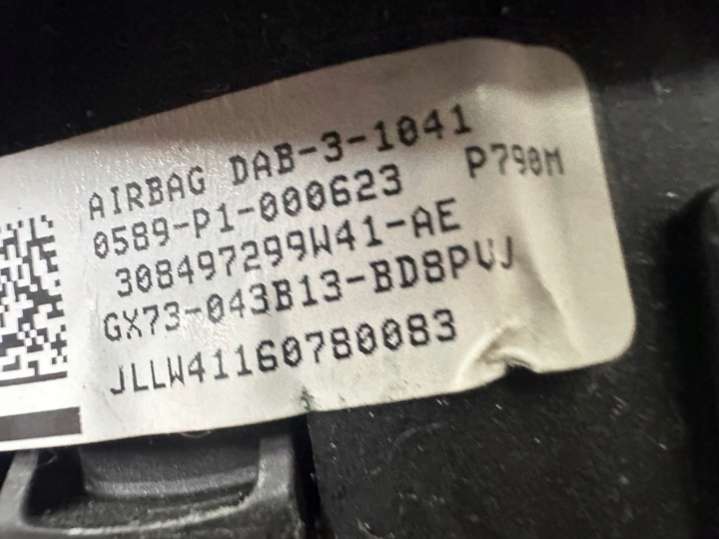 AIRBAG DAB-3-1041
0589-P1-000623 P790M
308497299W41-AE
GX73-043B13-BD8PVJ
JLLW41160780083